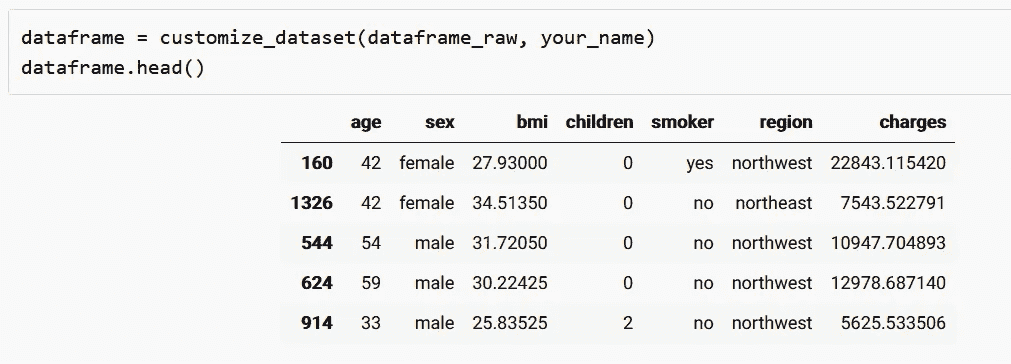 dataframe = customize_dataset(dataframe_raw, your_name)
dataframe.head()
age sex bmi children smoker region charges
160 42 female 27.93000 0 yes northwest 22843.115420
1326 42 female 34.51350 0 no northeast 7543.522791
544 54 male 31.72050 0 no northwest 10947.704893
624 59 male 30.22425 0 no northwest 12978.687140
914 33 male 25.83525 2 no northwest 5625.533506